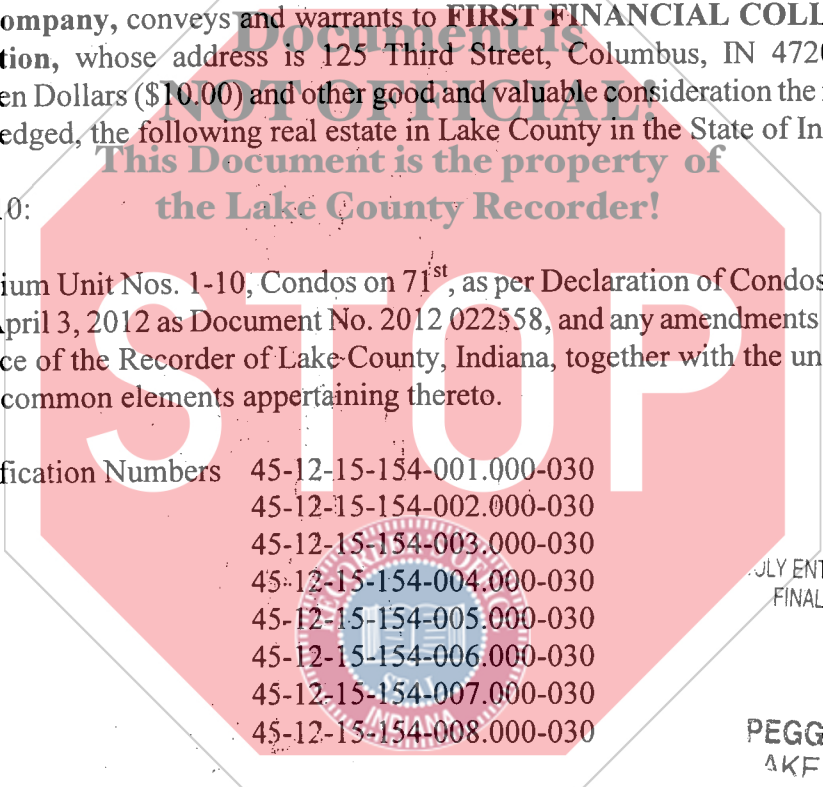 ompany, conveys and warrants to FIRST FINANCIAL COLL
Document is
tion, whose address is 125 Third Street, Columbus, IN 472
en Dollars ($10.00) and other good and valuable consideration the
NOT OFFICIAL!
edged, the following real estate in Lake County in the State of In
This Document is the property of
the Lake County Recorder!
.0:
ium Unit Nos. 1-10, Condos on 71st, as per Declaration of Condos
April 3, 2012 as Document No. 2012 022558, and any amendments
ce of the Recorder of Lake County, Indiana, together with the un
common elements appertaining thereto.
STOP
fication Numbers 45-12-15-154-001.000-030
45-12-15-154-002.000-030
45-12-15-154-003.000-030
45-12-15-154-004.000-030
45-12-15-154-005.000-030
45-12-15-154-006.000-030
45-12-15-154-007.000-030
45-12-15-154-008.000-030
SEAL
INDIANA
ULY ENT
FINAL
PEGG
AKE